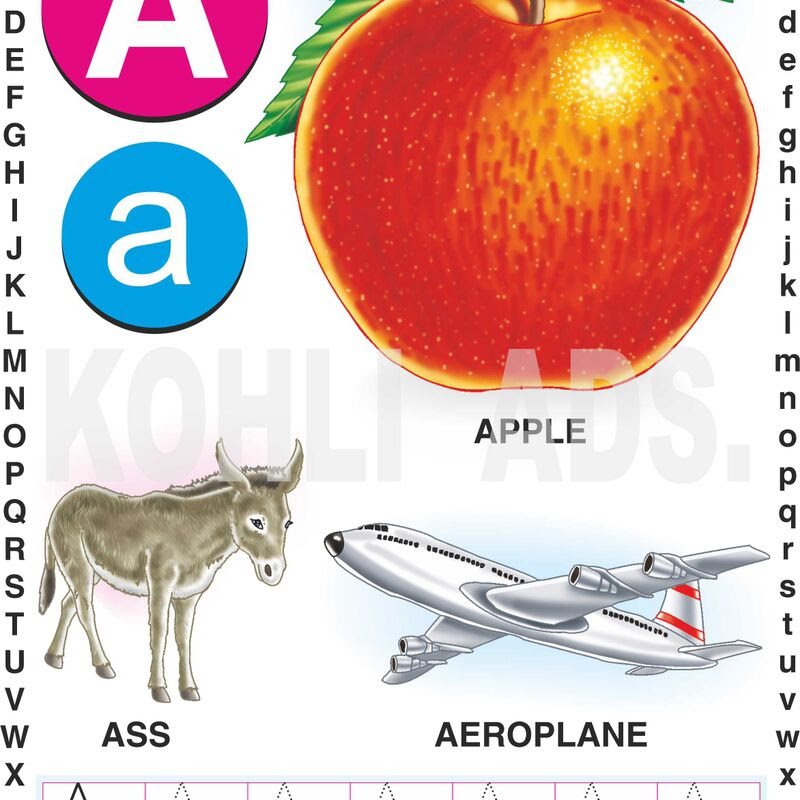 A
a
APPLE
ASS
AEROPLANE
D
E
F
G
H
I
J
K
L
M
N
O
P
Q
R
S
T
U
V
W
X
d
e
f
g
h
i
j
k
l
m
n
o
p
q
r
s
t
u
v
w
x
KOHLI ADS.
A A A A A A A